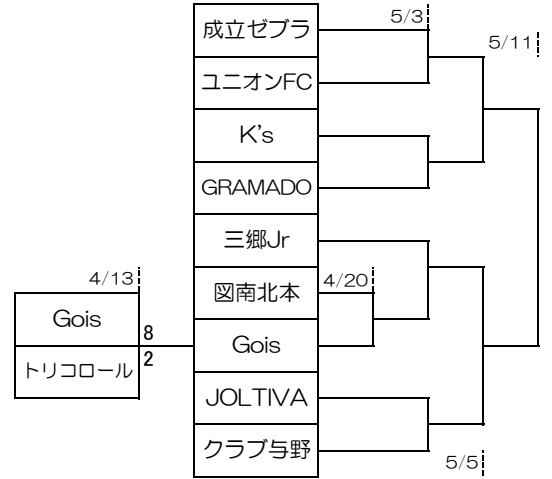 成立ゼブラ
5/3
5/11
ユニオンFC
K's
GRAMADO
三郷Jr
4/13
図南北本
4/20
Gois
8
Gois
トリコロール
2
JOLTIVA
クラブ与野
5/5